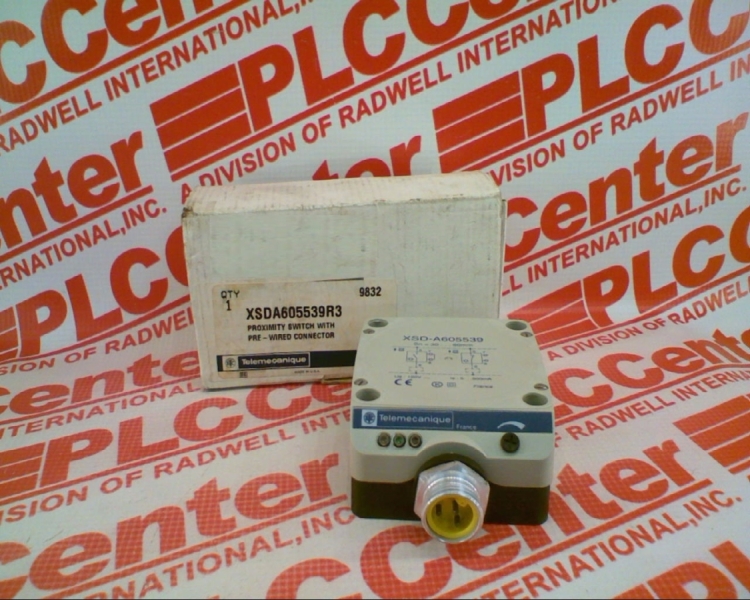 PLCCenter
A DIVISION OF RADWELL INTERNATIONAL, INC.
QTY
1
9832
XSDA605539R3
PROXIMITY SWITCH WITH
PRE-WIRED CONNECTOR
Telemecanique
XSD-A605539
CE
Telemecanique
France